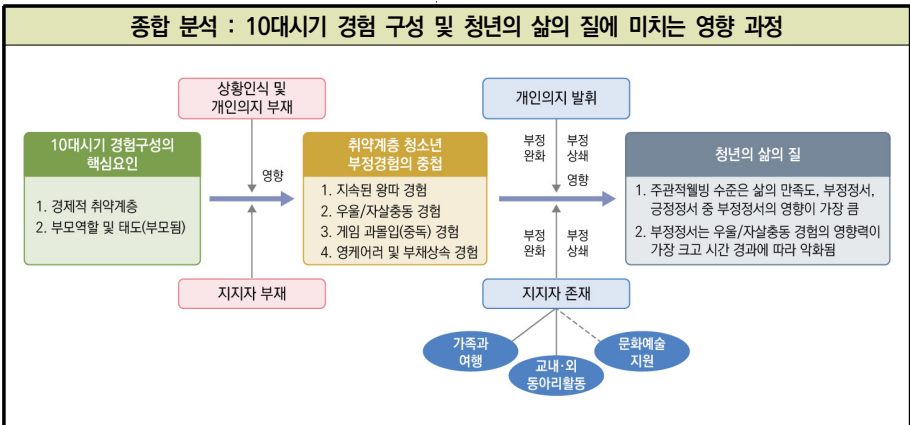 종합 분석 : 10대시기 경험 구성 및 청년의 삶의 질에 미치는 영향 과정
상황인식 및
개인의지 부재
개인의지 발휘
10대시기 경험구성의
핵심요인
1. 경제적 취약계층
2. 부모역할 및 태도(부모됨)
영향
취약계층 청소년
부정경험의 중첩
1. 지속된 왕따 경험
2. 우울/자살충동 경험
3. 게임 과몰입(중독) 경험
4. 영케어러 및 부채상속 경험
부정
완화
부정
상쇄
영향
부정
완화
부정
상쇄
청년의 삶의 질
1. 주관적웰빙 수준은 삶의 만족도, 부정정서,
긍정정서 중 부정정서의 영향이 가장 큼
2. 부정정서는 우울/자살충동 경험의 영향력이
가장 크고 시간 경과에 따라 악화됨
지지자 부재
지지자 존재
가족과
여행
교내·외
동아리활동
문화예술
지원